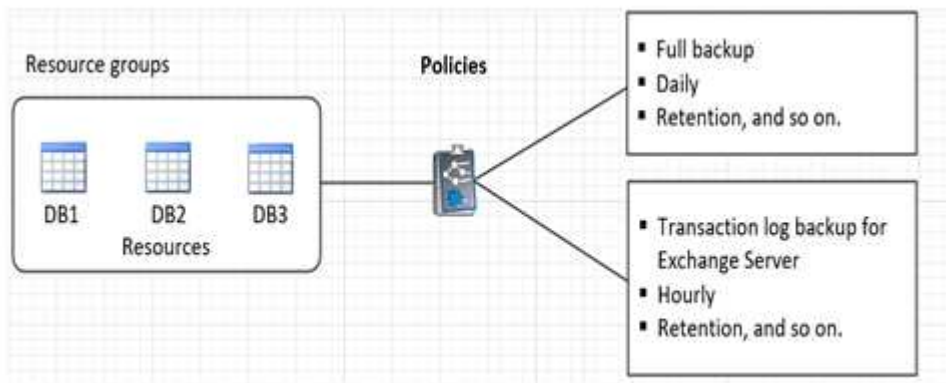 Resource groups
DB1
DB2
DB3
Resources
Policies
▪ Full backup
▪ Daily
▪ Retention, and so on.
▪ Transaction log backup for
Exchange Server
▪ Hourly
▪ Retention, and so on.